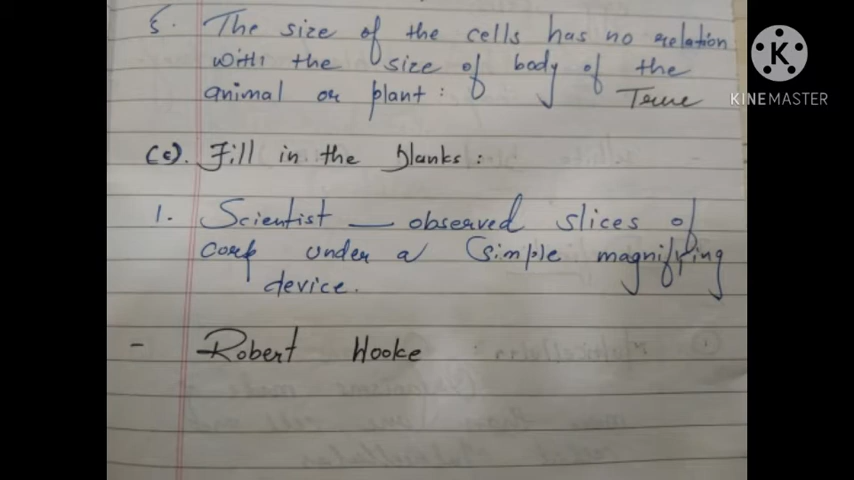 5. The size of the cells has no relation
with the size of body of the
animal or plant : True
(c). Fill in the blanks :
1. Scientist — observed slices of
cork under a simple magnifying
device.
- Robert Hooke
K
KINEMASTER